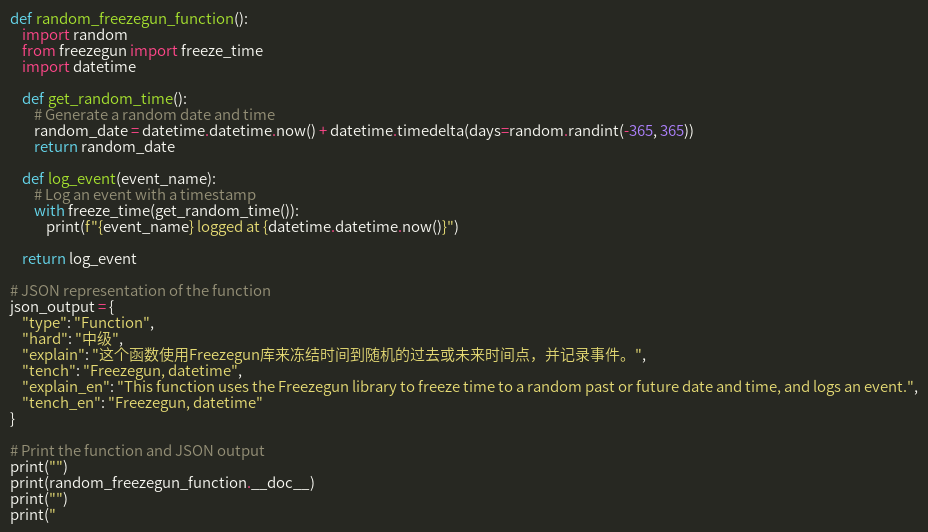 def random_freezegun_function():
    import random
    from freezegun import freeze_time
    import datetime

    def get_random_time():
        # Generate a random date and time
        random_date = datetime.datetime.now() + datetime.timedelta(days=random.randint(-365, 365))
        return random_date

    def log_event(event_name):
        # Log an event with a timestamp
        with freeze_time(get_random_time()):
            print(f"{event_name} logged at {datetime.datetime.now()}")

    return log_event

# JSON representation of the function
json_output = {
    "type": "Function",
    "hard": "中级",
    "explain": "这个函数使用Freezegun库来冻结时间到随机的过去或未来时间点，并记录事件。",
    "tench": "Freezegun, datetime",
    "explain_en": "This function uses the Freezegun library to freeze time to a random past or future date and time, and logs an event.",
    "tench_en": "Freezegun, datetime"
}

# Print the function and JSON output
print("")
print(random_freezegun_function.__doc__)
print("")
print("